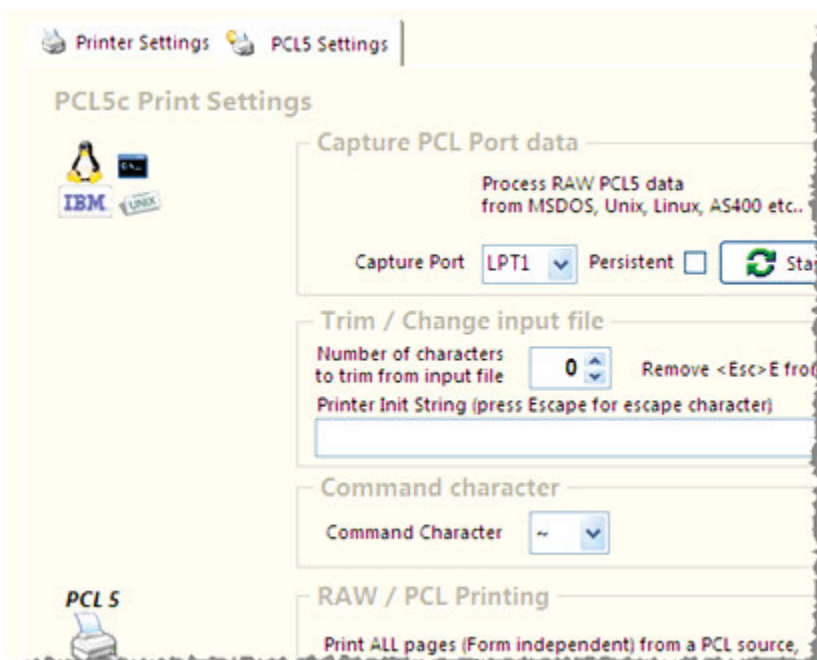 Printer Settings PCL5 Settings
PCL5c Print Settings
Capture PCL Port data
Process RAW PCL5 data
from MSDOS, Unix, Linux, AS400 etc..
IBM UNIX
Capture Port LPT1 Persistent
Trim / Change input file
Number of characters
to trim from input file 0 Remove <Esc>E
Printer Init String (press Escape for escape character)
Command character
Command Character ~
PCL 5
RAW / PCL Printing
Print ALL pages (Form independent) from a PCL source,